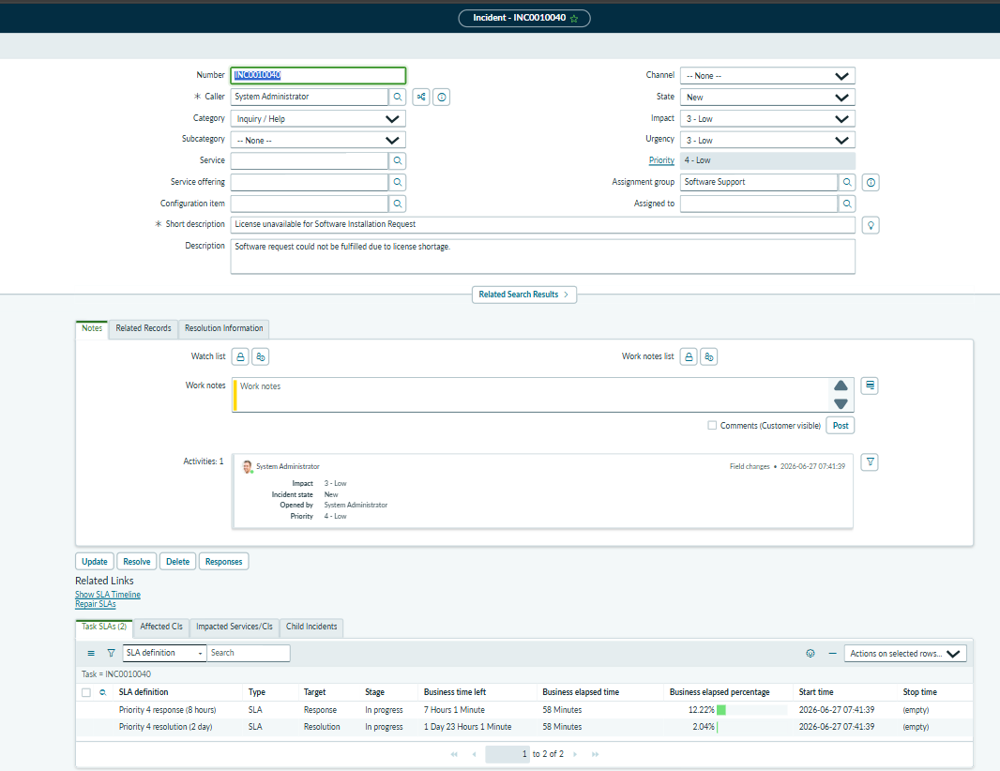 Incident - INC0010040
Number INC0010040
Channel -- None --
Caller System Administrator
State New
Category Inquiry / Help
Impact 3 - Low
Subcategory -- None --
Urgency 3 - Low
Service
Priority 4 - Low
Service offering
Assignment group Software Support
Configuration item
Assigned to
Short description License unavailable for Software Installation Request
Description Software request could not be fulfilled due to license shortage.
Related Search Results
Notes Related Records Resolution Information
Watch list Work notes list
Work notes Work notes
Comments (Customer visible) Post
Activities: 1 System Administrator Field changes • 2026-06-27 07:41:39
Impact 3 - Low
Incident state New
Opened by System Administrator
Priority 4 - Low
Update Resolve Delete Responses
Related Links
Show SLA Timeline
Repair SLAs
Task SLAs (2) Affected CIs Impacted Services/CIs Child Incidents
SLA definition Search Actions on selected rows...
Task = INC0010040
SLA definition Type Target Stage Business time left Business elapsed time Business elapsed percentage Start time Stop time
Priority 4 response (8 hours) SLA Response In progress 7 Hours 1 Minute 58 Minutes 12.22% 2026-06-27 07:41:39 (empty)
Priority 4 resolution (2 day) SLA Resolution In progress 1 Day 23 Hours 1 Minute 58 Minutes 2.04% 2026-06-27 07:41:39 (empty)
1 to 2 of 2